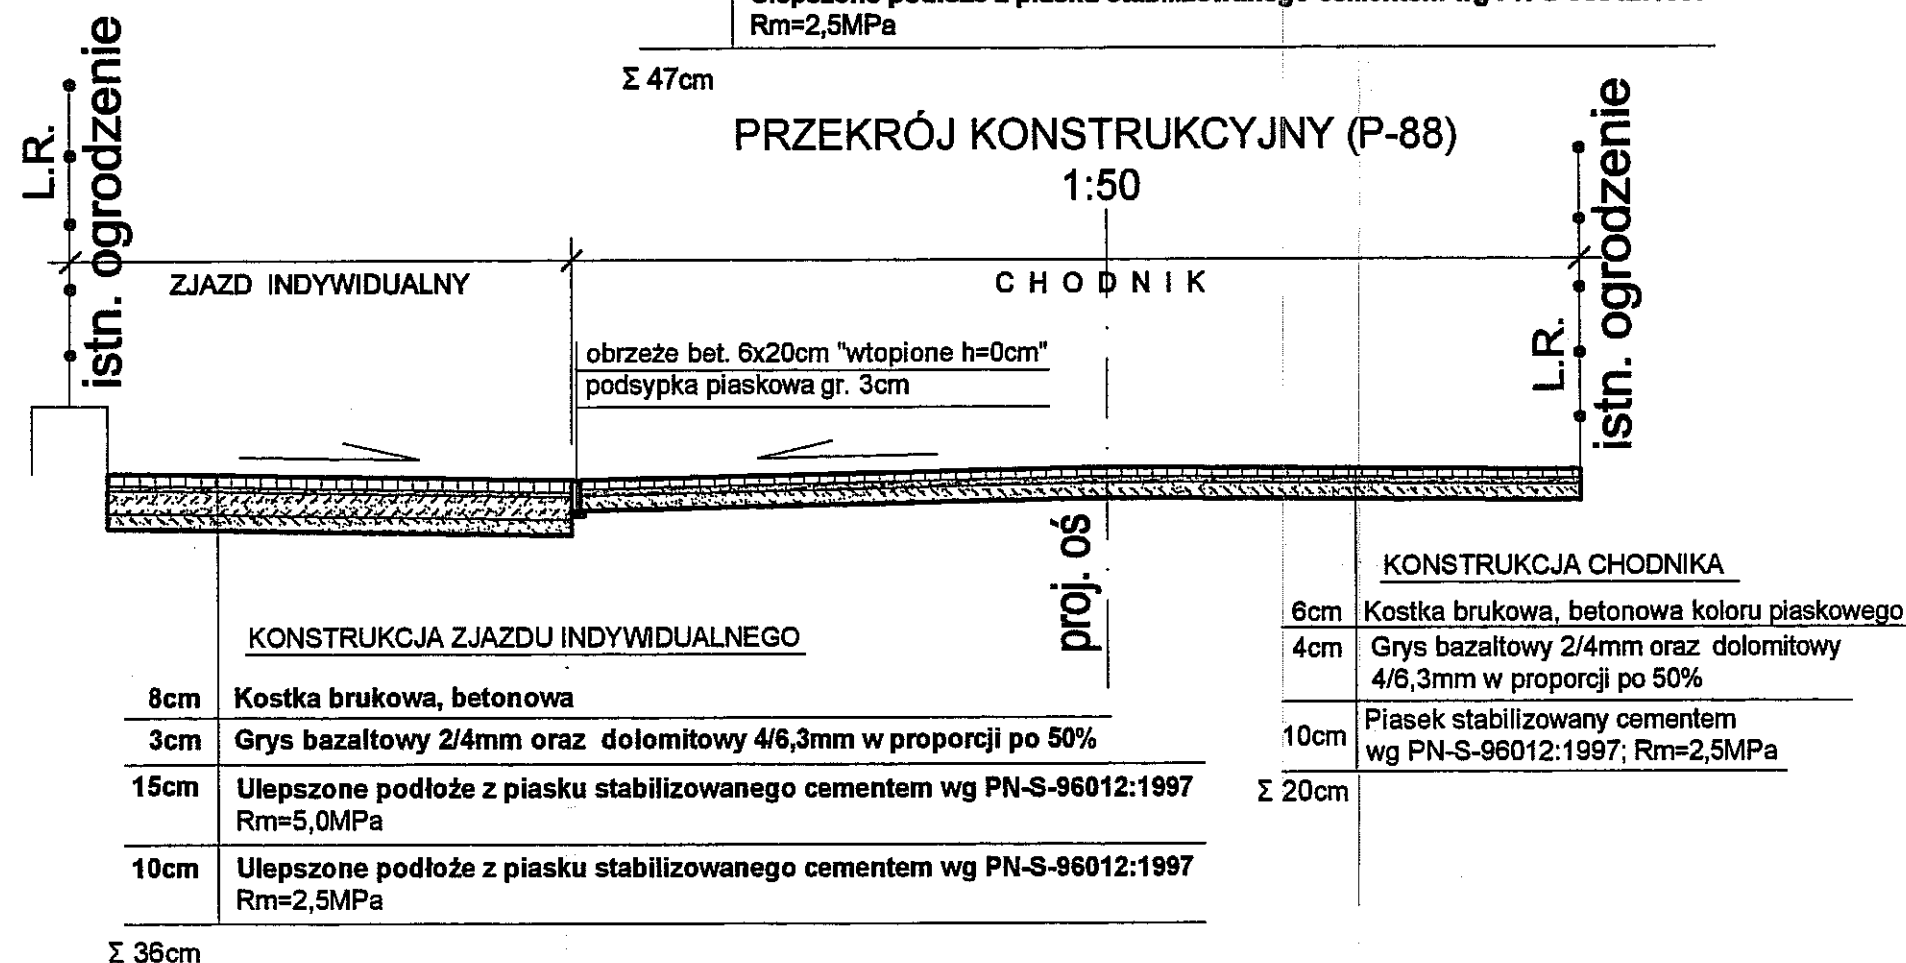 Rm=2,5MPa
Σ 47cm
PRZEKRÓJ KONSTRUKCYJNY (P-88)
1:50
L.R.
istn. ogrodzenie
L.R.
istn. ogrodzenie
ZJAZD INDYWIDUALNY
CHODNIK
obrzeże bet. 6x20cm "wtopione h=0cm"
podsypka piaskowa gr. 3cm
proj. oś
KONSTRUKCJA ZJAZDU INDYWIDUALNEGO
8cm Kostka brukowa, betonowa
3cm Grys bazaltowy 2/4mm oraz dolomitowy 4/6,3mm w proporcji po 50%
15cm Ulepszone podłoże z piasku stabilizowanego cementem wg PN-S-96012:1997
Rm=5,0MPa
10cm Ulepszone podłoże z piasku stabilizowanego cementem wg PN-S-96012:1997
Rm=2,5MPa
Σ 36cm
KONSTRUKCJA CHODNIKA
6cm Kostka brukowa, betonowa koloru piaskowego
4cm Grys bazaltowy 2/4mm oraz dolomitowy
4/6,3mm w proporcji po 50%
10cm Piasek stabilizowany cementem
wg PN-S-96012:1997; Rm=2,5MPa
Σ 20cm